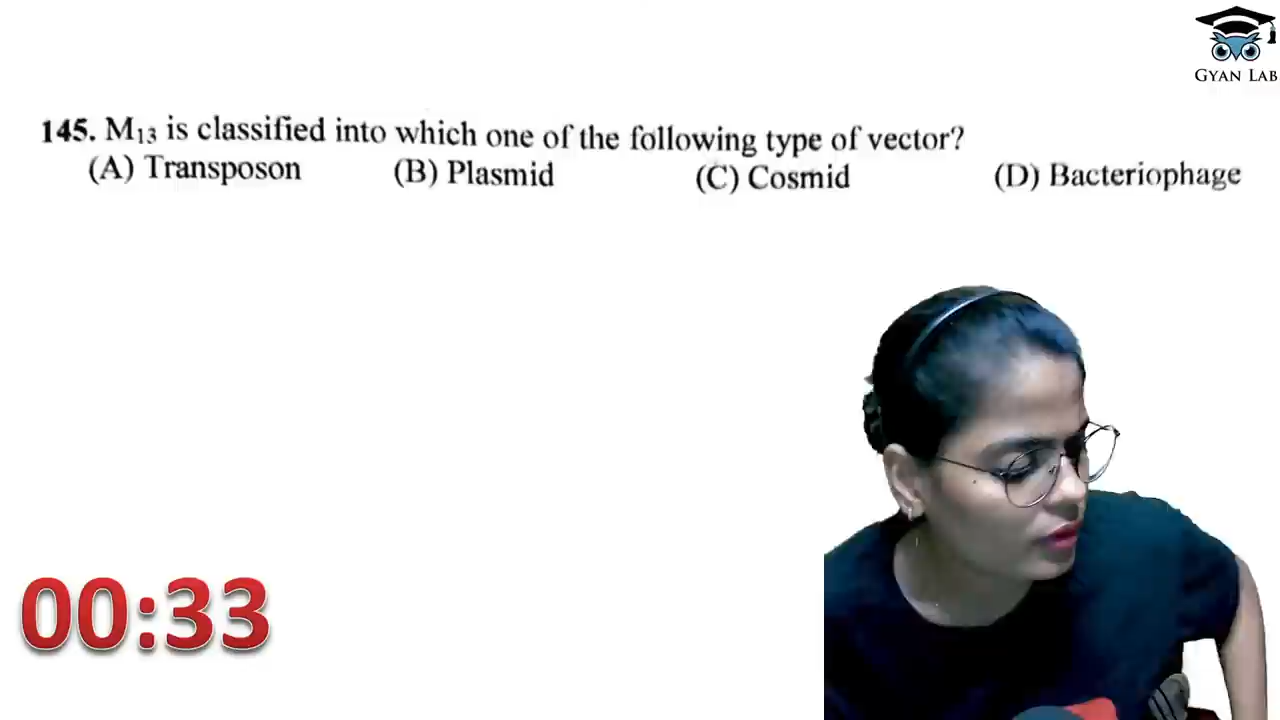 GYAN LAB
145. M₁₃ is classified into which one of the following type of vector?
(A) Transposon (B) Plasmid (C) Cosmid (D) Bacteriophage
00:33